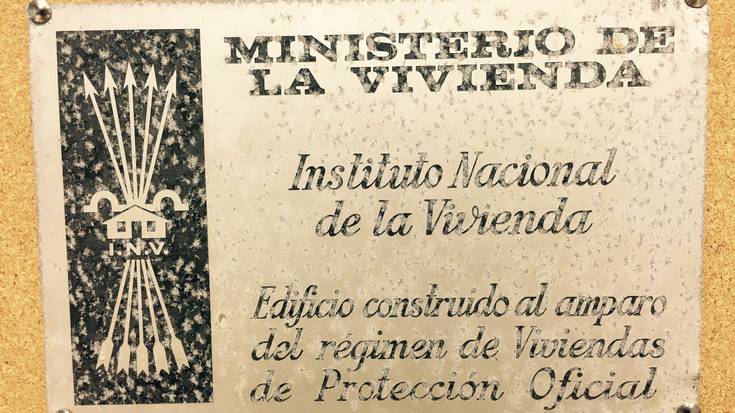 MINISTERIO DE
LA VIVIENDA
I.N.V.
Instituto Nacional
de la Vivienda
Edificio construido al amparo
del régimen de Viviendas
de Protección Oficial